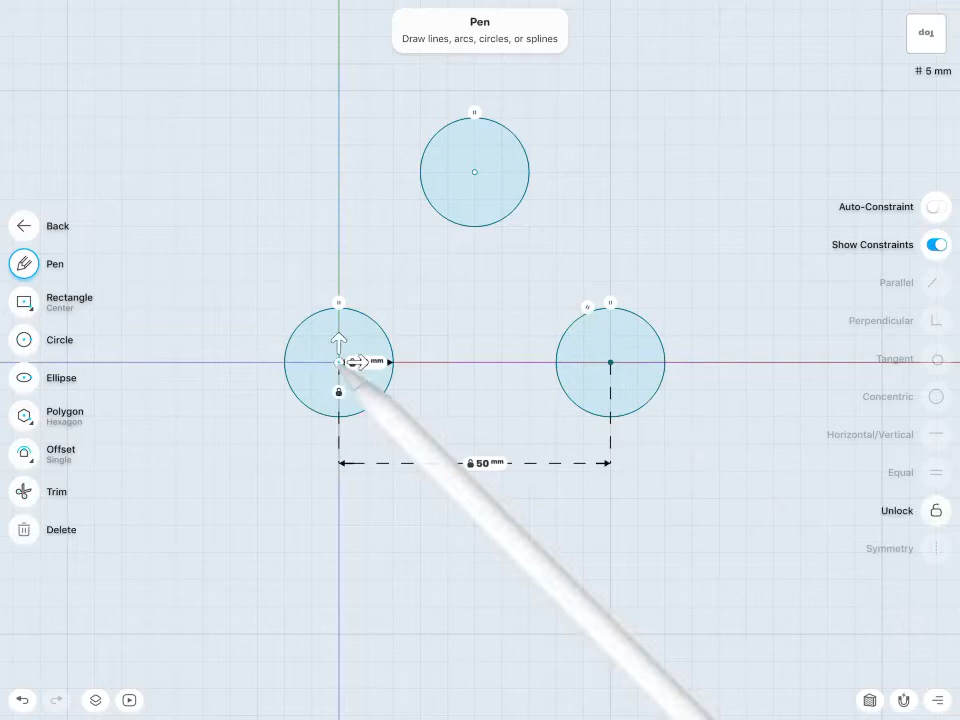 Pen
Draw lines, arcs, circles, or splines
Top
5 mm
Back
Pen
Rectangle
Center
Circle
Ellipse
Polygon
Hexagon
Offset
Single
Trim
Delete
Auto-Constraint
Show Constraints
Parallel
Perpendicular
Tangent
Concentric
Horizontal/Vertical
Equal
Unlock
Symmetry
mm
50 mm